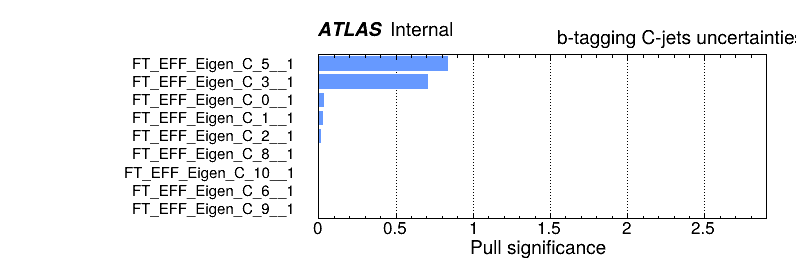 ATLAS Internal
b-tagging C-jets uncertainties
FT_EFF_Eigen_C_5__1
FT_EFF_Eigen_C_3__1
FT_EFF_Eigen_C_0__1
FT_EFF_Eigen_C_1__1
FT_EFF_Eigen_C_2__1
FT_EFF_Eigen_C_8__1
FT_EFF_Eigen_C_10__1
FT_EFF_Eigen_C_6__1
FT_EFF_Eigen_C_9__1
0 0.5 1 1.5 2 2.5
Pull significance